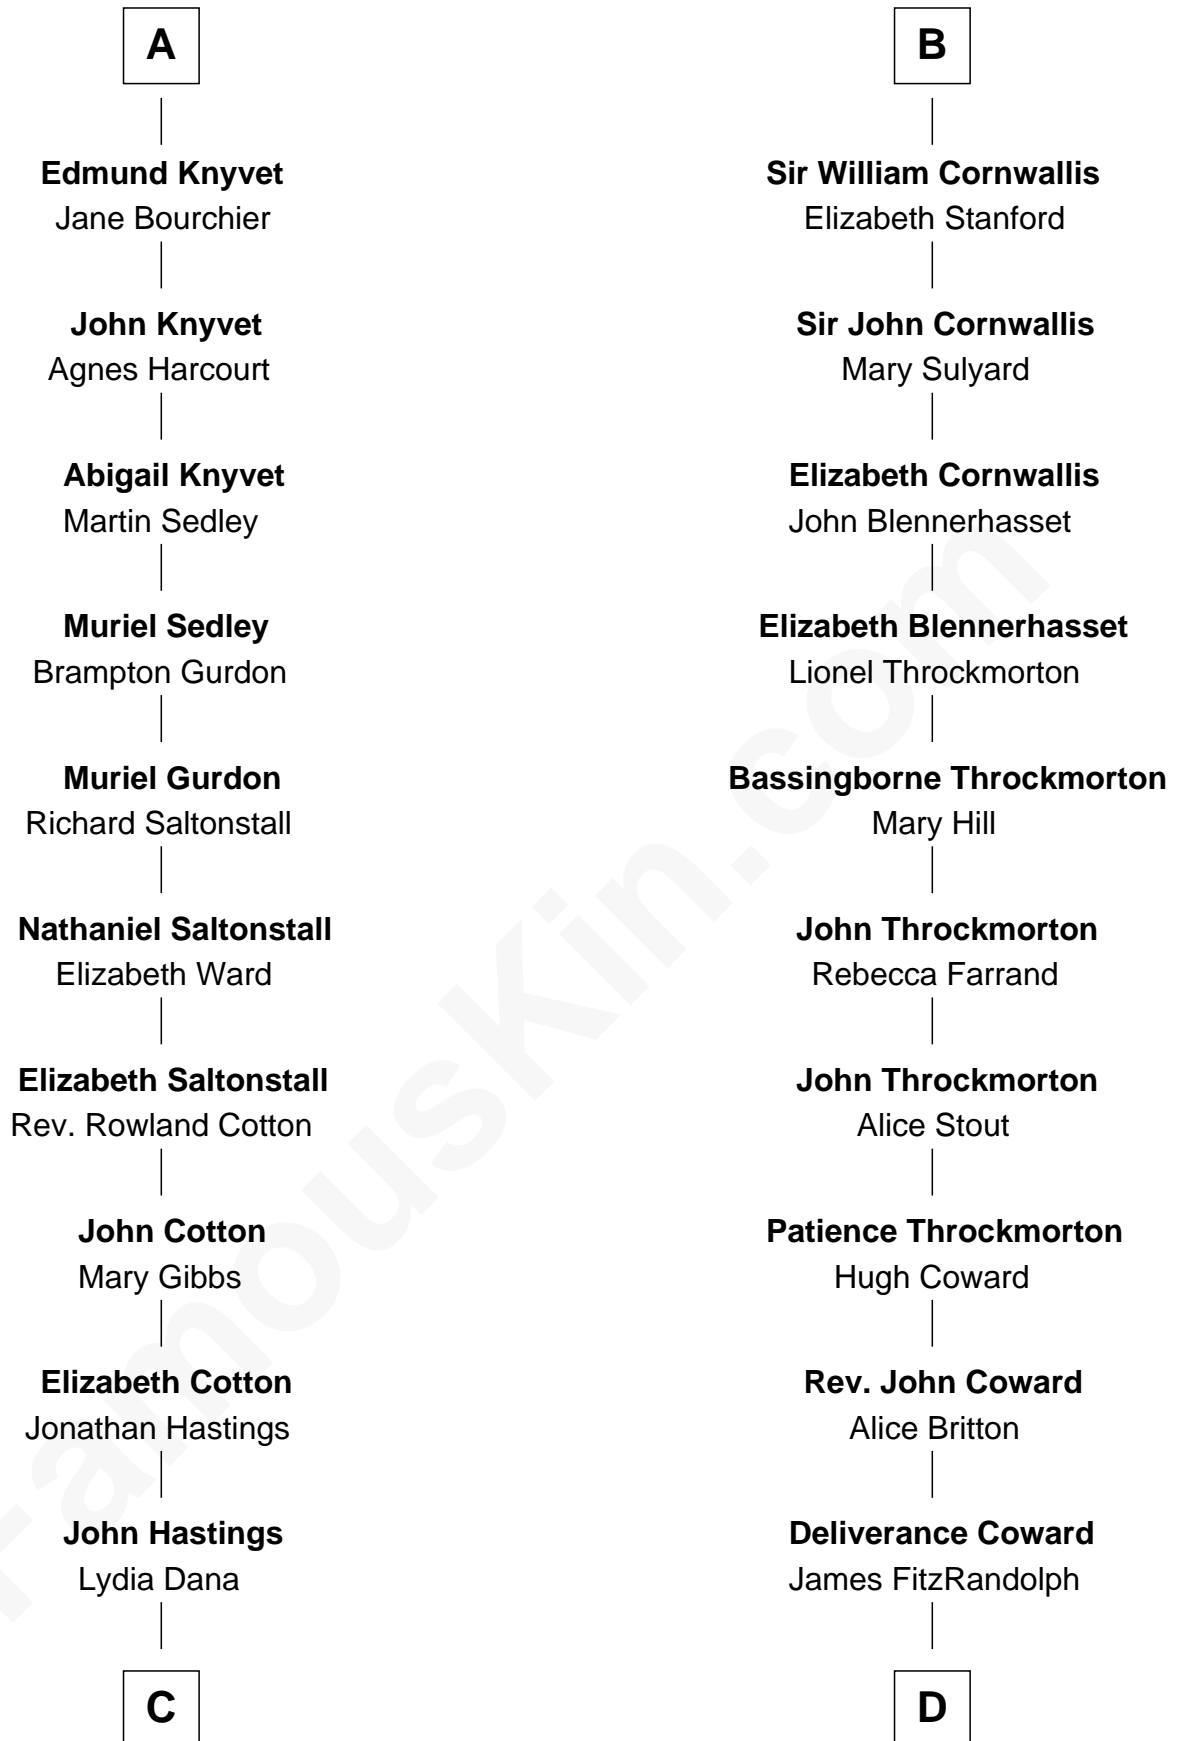 A
Edmund Knyvet
Jane Bourchier
John Knyvet
Agnes Harcourt
Abigail Knyvet
Martin Sedley
Muriel Sedley
Brampton Gurdon
Muriel Gurdon
Richard Saltonstall
Nathaniel Saltonstall
Elizabeth Ward
Elizabeth Saltonstall
Rev. Rowland Cotton
John Cotton
Mary Gibbs
Elizabeth Cotton
Jonathan Hastings
John Hastings
Lydia Dana
C
B
Sir William Cornwallis
Elizabeth Stanford
Sir John Cornwallis
Mary Sulyard
Elizabeth Cornwallis
John Blennerhasset
Elizabeth Blennerhasset
Lionel Throckmorton
Bassingborne Throckmorton
Mary Hill
John Throckmorton
Rebecca Farrand
John Throckmorton
Alice Stout
Patience Throckmorton
Hugh Coward
Rev. John Coward
Alice Britton
Deliverance Coward
James FitzRandolph
D
FamousKin.com